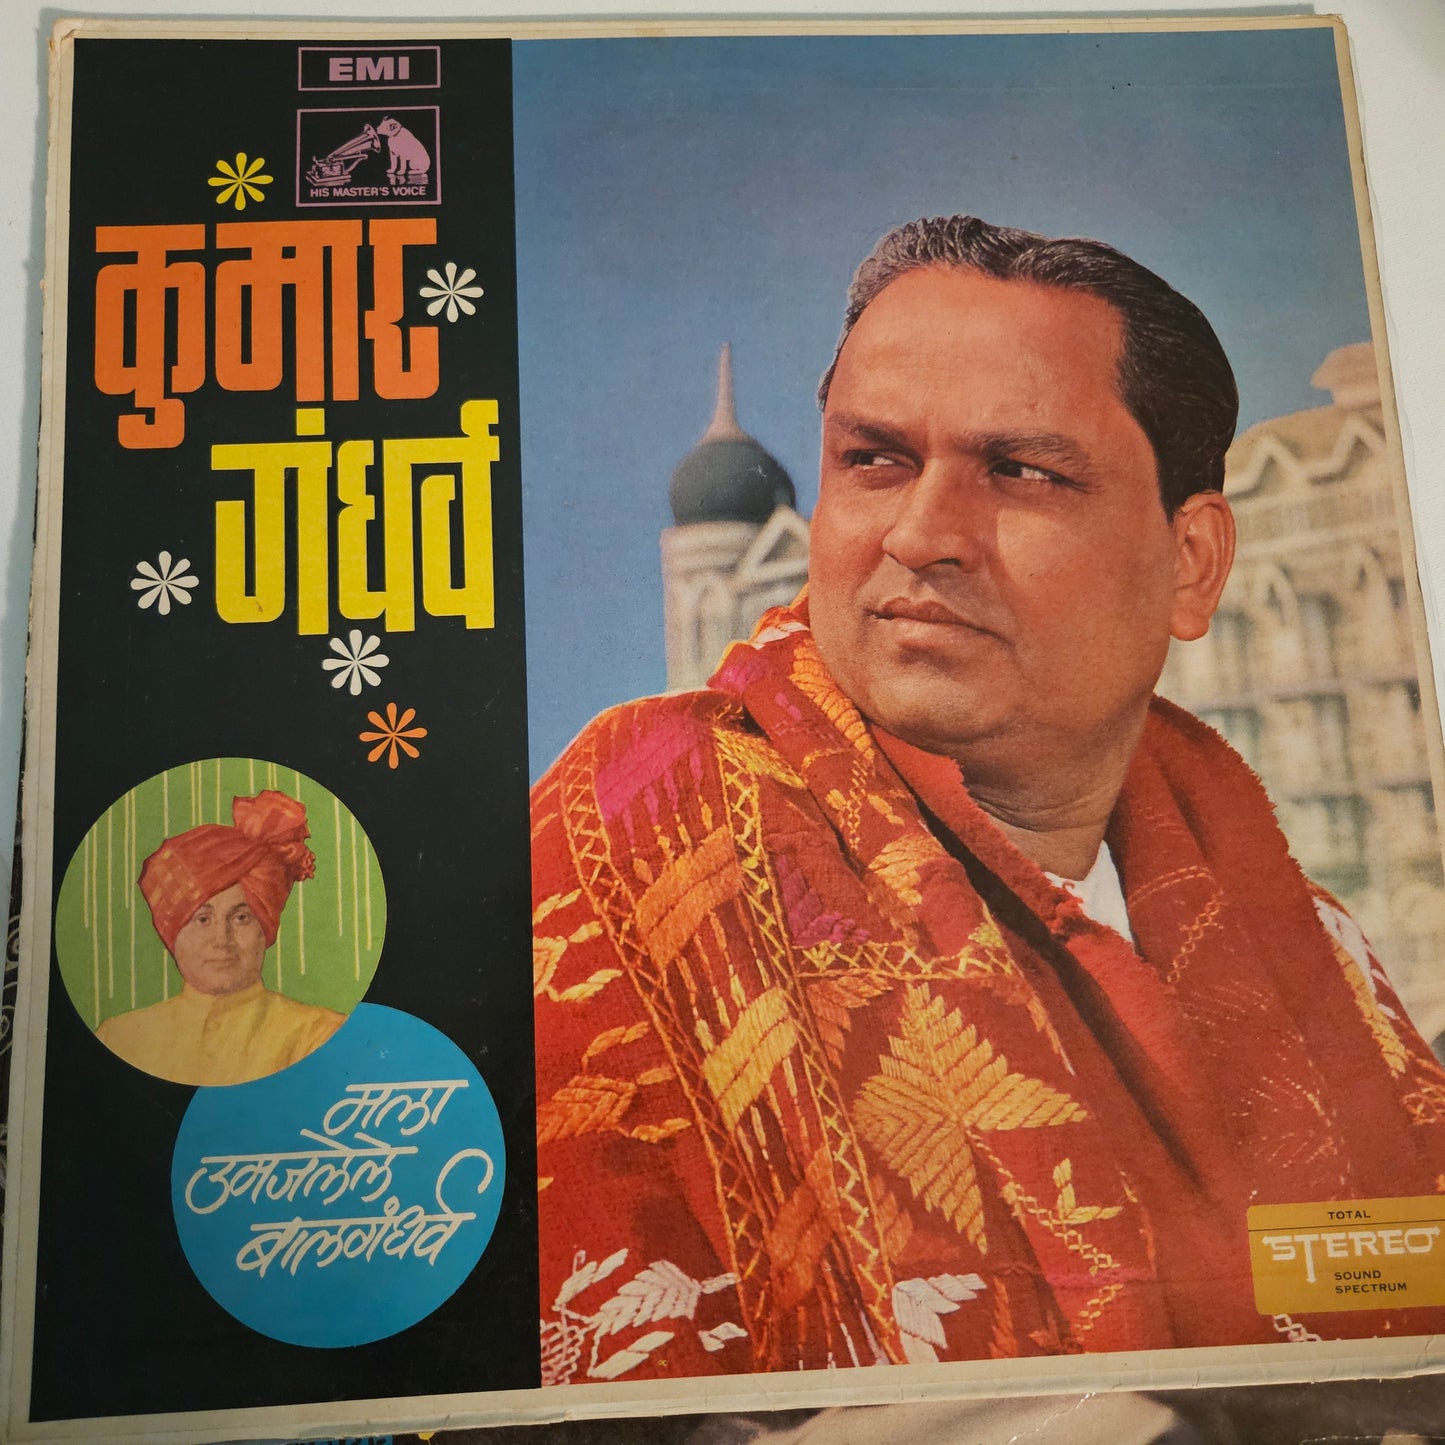 EMI
HIS MASTER'S VOICE
कुमार
गंधर्व
मला
उमजलेले
बालगंधर्व
TOTAL
STEREO
SOUND
SPECTRUM